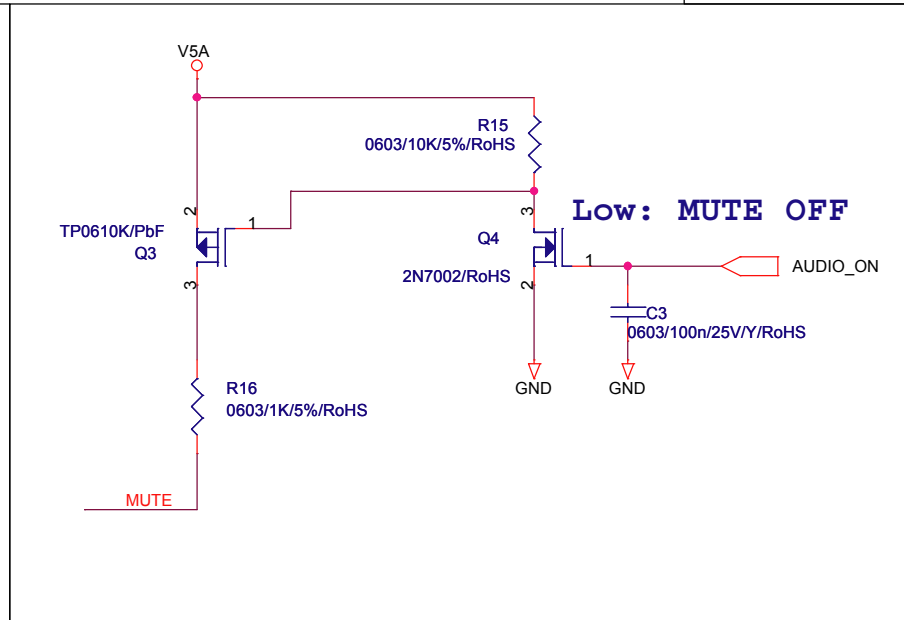 V5A
R15
0603/10K/5%/RoHS
Low: MUTE OFF
2
1
3
TP0610K/PbF
Q3
Q4
1
AUDIO_ON
2N7002/RoHS
3
2
C3
0603/100n/25V/Y/RoHS
GND
GND
R16
0603/1K/5%/RoHS
MUTE